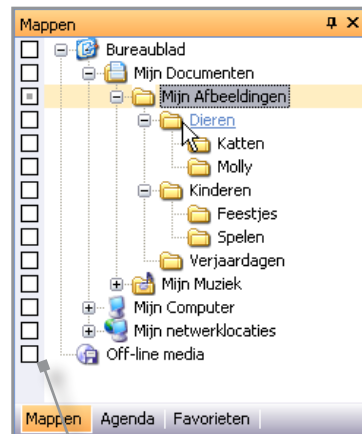 Mappen
Bureaublad
Mijn Documenten
Mijn Afbeeldingen
Dieren
Katten
Molly
Kinderen
Feestjes
Spelen
Verjaardagen
Mijn Muziek
Mijn Computer
Mijn netwerklocaties
Off-line media
Mappen Agenda Favorieten